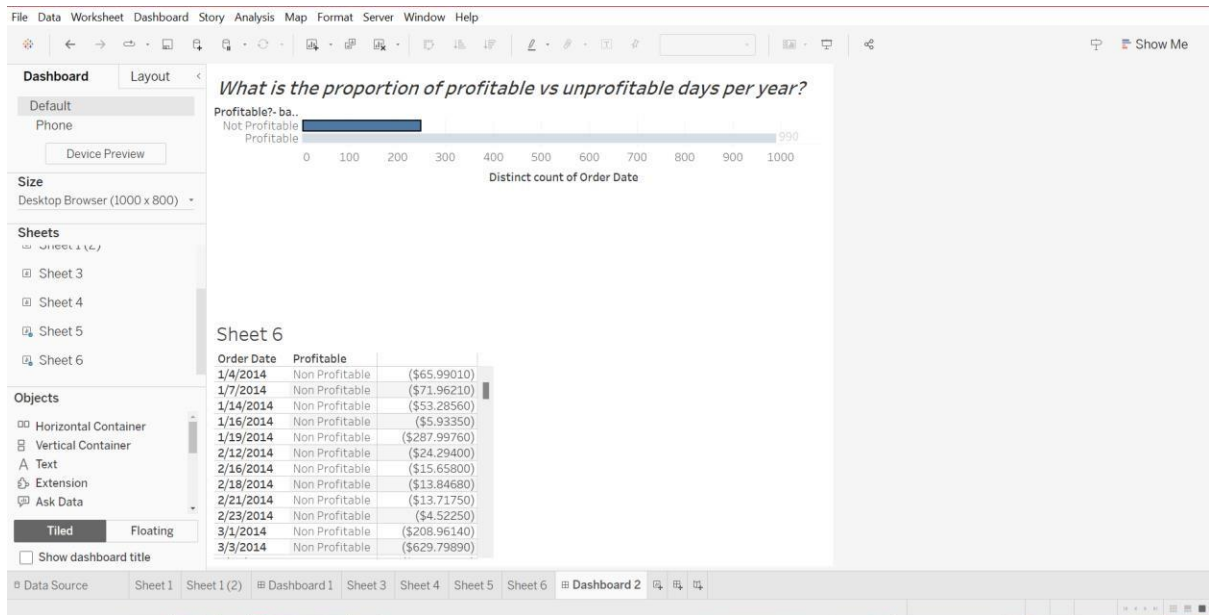 File Data Worksheet Dashboard Story Analysis Map Format Server Window Help
Show Me
Dashboard Layout
Default
Phone
Device Preview
Size
Desktop Browser (1000 x 800)
Sheets
Sheet 1 (2)
Sheet 3
Sheet 4
Sheet 5
Sheet 6
Objects
Horizontal Container
Vertical Container
A Text
Extension
Ask Data
Tiled Floating
Show dashboard title
What is the proportion of profitable vs unprofitable days per year?
Profitable?- ba..
Not Profitable
Profitable 990
0 100 200 300 400 500 600 700 800 900 1000
Distinct count of Order Date
Sheet 6
Order Date Profitable
1/4/2014 Non Profitable ($65.99010)
1/7/2014 Non Profitable ($71.96210)
1/14/2014 Non Profitable ($53.28560)
1/16/2014 Non Profitable ($5.93350)
1/19/2014 Non Profitable ($287.99760)
2/12/2014 Non Profitable ($24.29400)
2/16/2014 Non Profitable ($15.65800)
2/18/2014 Non Profitable ($13.84680)
2/21/2014 Non Profitable ($13.71750)
2/23/2014 Non Profitable ($4.52250)
3/1/2014 Non Profitable ($208.96140)
3/3/2014 Non Profitable ($629.79890)
Data Source Sheet 1 Sheet 1 (2) Dashboard 1 Sheet 3 Sheet 4 Sheet 5 Sheet 6 Dashboard 2